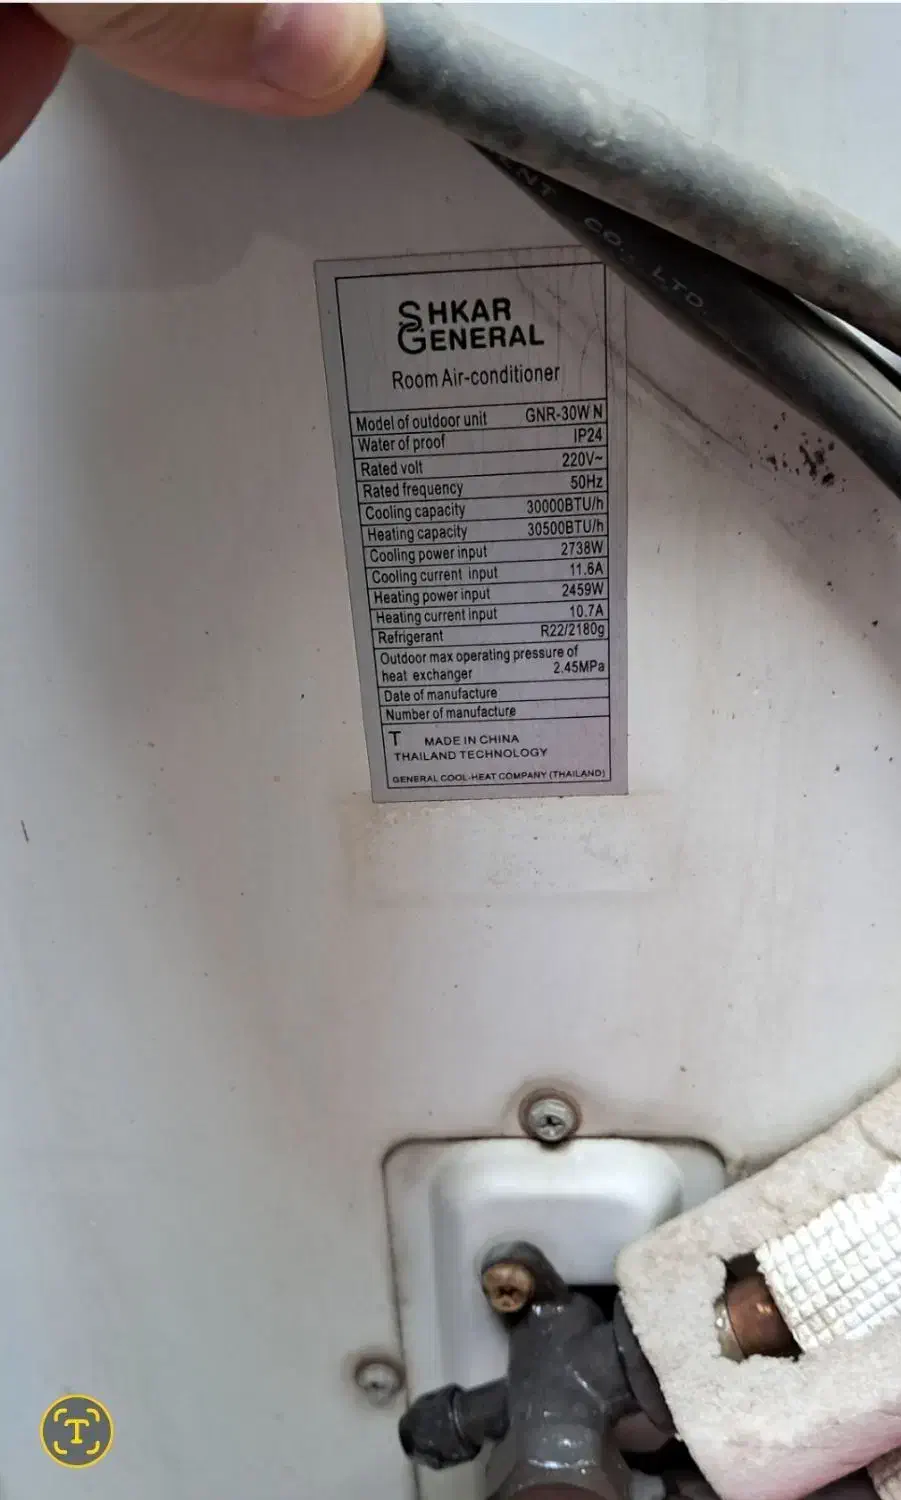 ENT CO., LTD.
SHKAR
GENERAL
Room Air-conditioner
Model of outdoor unit GNR-30WN
Water of proof IP24
Rated volt 220V~
Rated frequency 50Hz
Cooling capacity 30000BTU/h
Heating capacity 30500BTU/h
Cooling power input 2738W
Cooling current input 11.6A
Heating power input 2459W
Heating current input 10.7A
Refrigerant R22/2180g
Outdoor max operating pressure of
heat exchanger 2.45MPa
Date of manufacture
Number of manufacture
T MADE IN CHINA
THAILAND TECHNOLOGY
GENERAL COOL-HEAT COMPANY (THAILAND)
T